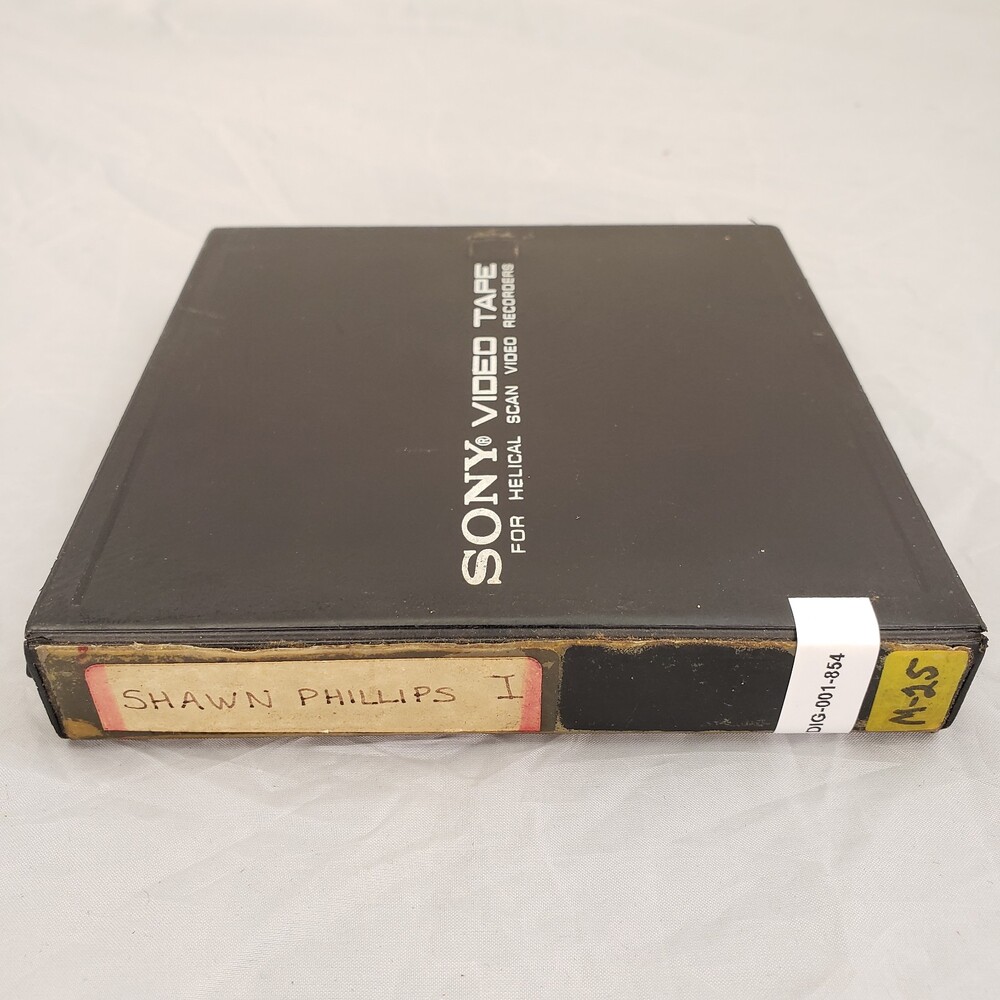 SONY® VIDEO TAPE
FOR HELICAL SCAN VIDEO RECORDERS
SHAWN PHILLIPS I
DIG-001-854
M-25